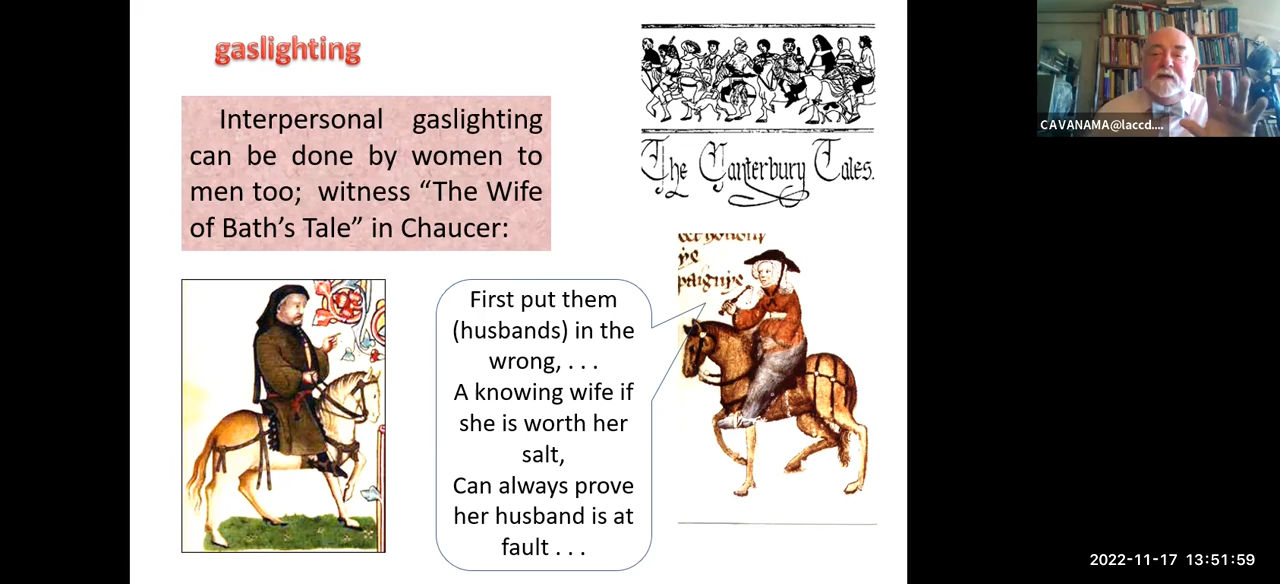 gaslighting
Interpersonal gaslighting
can be done by women to
men too; witness “The Wife
of Bath’s Tale” in Chaucer:
The Canterbury Tales.
First put them
(husbands) in the
wrong, . . .
A knowing wife if
she is worth her
salt,
Can always prove
her husband is at
fault . . .
CAVANAMA@laccd....
2022-11-17 13:51:59